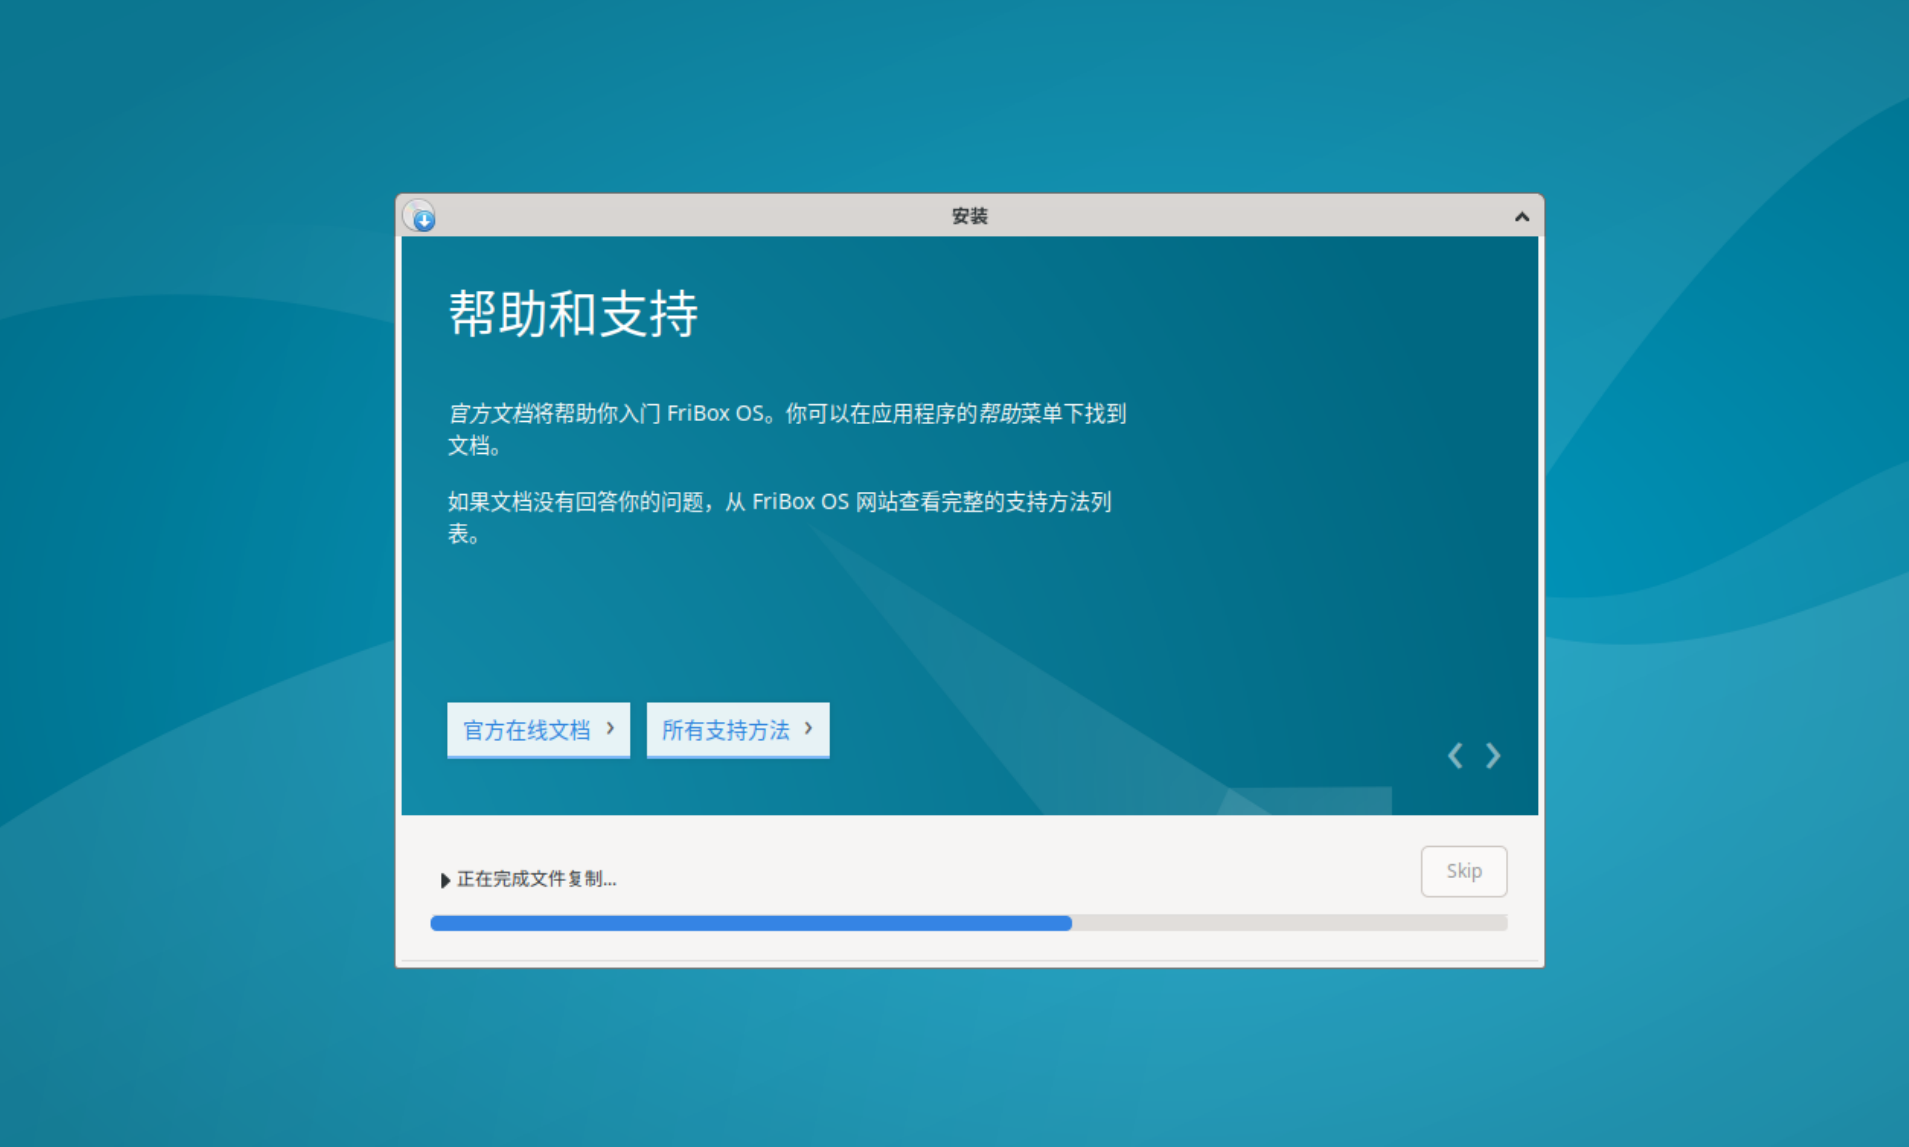 安装
帮助和支持
官方文档将帮助你入门 FriBox OS。你可以在应用程序的帮助菜单下找到
文档。
如果文档没有回答你的问题，从 FriBox OS 网站查看完整的支持方法列
表。
官方在线文档
所有支持方法
正在完成文件复制...
Skip